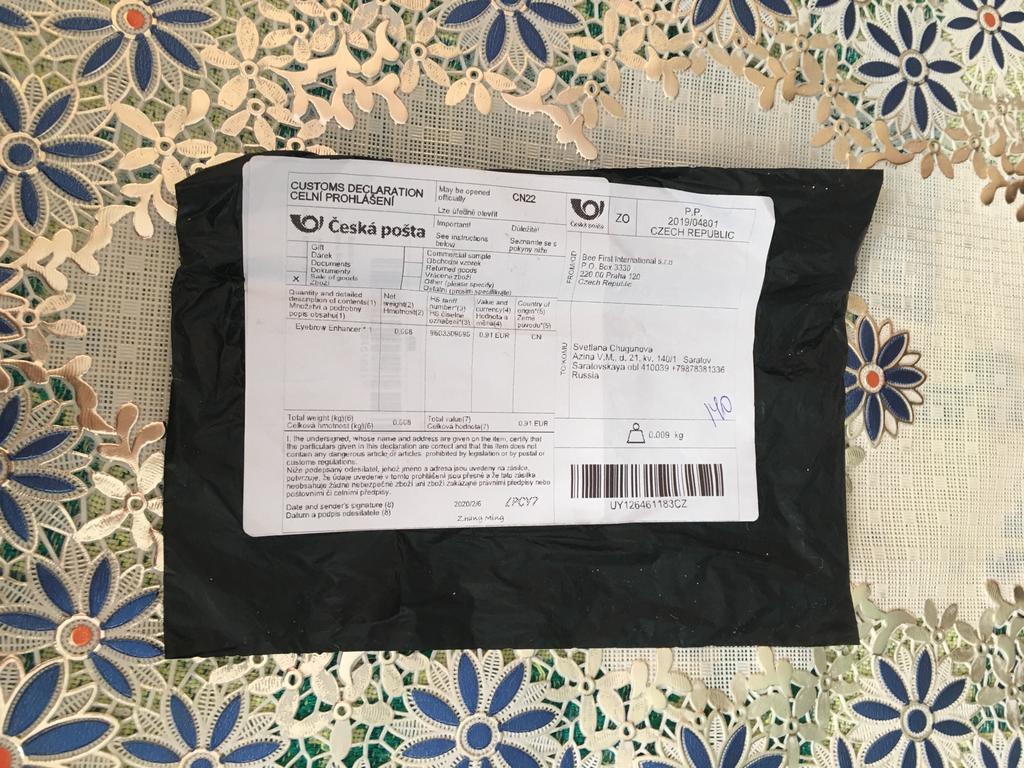 CUSTOMS DECLARATION
CELNÍ PROHLÁŠENÍ
May be opened
officially
Lze úředně otevřít
CN22
Česká pošta
Important!
See instructions
below
Důležité!
Seznamte se s
pokyny níže
Gift
Dárek
Documents
Dokumenty
X Sale of goods
Zboží
Commercial sample
Obchodní vzorek
Returned goods
Vrácené zboží
Other (please specify)
Ostatní (prosím specifikujte)
Quantity and detailed
description of contents(1)
Množství a podrobný
popis obsahu(1)
Net
weight(2)
Hmotnost(2)
HS tariff
number*(3)
HS číselné
označení*(3)
Value and
currency(4)
Hodnota a
měna(4)
Country of
origin*(5)
Země
původu*(5)
Eyebrow Enhancer * 1
0.008
0.91 EUR
CN
Total weight (kg)(6)
Celková hmotnost (kg)(6)
0.008
Total value(7)
Celková hodnota(7)
0.91 EUR
I, the undersigned, whose name and address are given on the item, certify that
the particulars given in this declaration are correct and that this item does not
contain any dangerous article or articles prohibited by legislation or by postal or
customs regulations.
Níže podepsaný odesílatel, jehož jméno a adresa jsou uvedeny na zásilce,
potvrzuje, že údaje uvedené v tomto prohlášení jsou přesné a že tato zásilka
neobsahuje žádné nebezpečné zboží ani zboží zakázané právními předpisy nebo
poštovními či celními předpisy.
Date and sender's signature (8)
Datum a podpis odesílatele (8)
2020/2/6
Zhang Ming
Česká pošta
ZO
P.P.
2019/04801
CZECH REPUBLIC
FROM/OD
Bee First International s.r.o
P.O. Box 3330
220 00 Praha 120
Czech Republic
TO/KOMU
Svetlana Chugunova
Azina V.M., d. 21, kv. 140/1 Saratov
Saratovskaya obl 410039 +79878381336
Russia
140
0.009 kg
UY126461183CZ